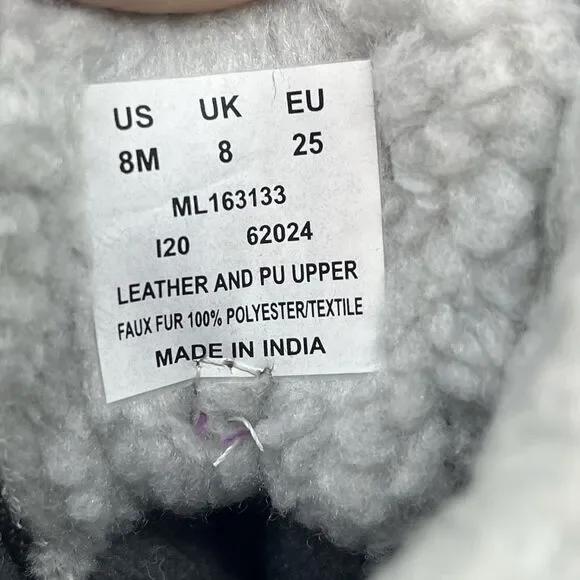 US UK EU
8M 8 25
ML163133
I20 62024
LEATHER AND PU UPPER
FAUX FUR 100% POLYESTER/TEXTILE
MADE IN INDIA